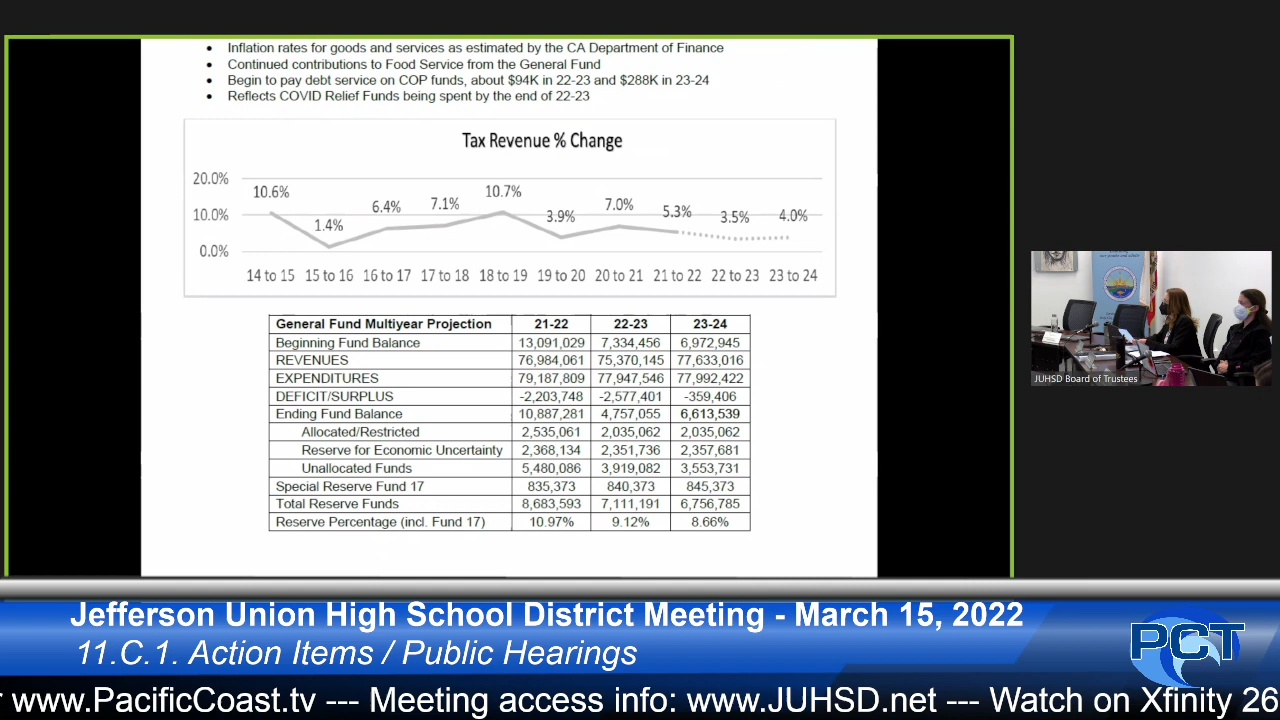 Inflation rates for goods and services as estimated by the CA Department of Finance
Continued contributions to Food Service from the General Fund
Begin to pay debt service on COP funds, about $94K in 22-23 and $288K in 23-24
Reflects COVID Relief Funds being spent by the end of 22-23
Tax Revenue % Change
20.0%
10.0%
0.0%
10.6% 1.4% 6.4% 7.1% 10.7% 3.9% 7.0% 5.3% 3.5% 4.0%
14 to 15 15 to 16 16 to 17 17 to 18 18 to 19 19 to 20 20 to 21 21 to 22 22 to 23 23 to 24
General Fund Multiyear Projection 21-22 22-23 23-24
Beginning Fund Balance 13,091,029 7,334,456 6,972,945
REVENUES 76,984,061 75,370,145 77,633,016
EXPENDITURES 79,187,809 77,947,546 77,992,422
DEFICIT/SURPLUS -2,203,748 -2,577,401 -359,406
Ending Fund Balance 10,887,281 4,757,055 6,613,539
Allocated/Restricted 2,535,061 2,035,062 2,035,062
Reserve for Economic Uncertainty 2,368,134 2,351,736 2,357,681
Unallocated Funds 5,480,086 3,919,082 3,553,731
Special Reserve Fund 17 835,373 840,373 845,373
Total Reserve Funds 8,683,593 7,111,191 6,756,785
Reserve Percentage (incl. Fund 17) 10.97% 9.12% 8.66%
JUHSD Board of Trustees
Jefferson Union High School District Meeting - March 15, 2022
11.C.1. Action Items / Public Hearings
PCT
www.PacificCoast.tv --- Meeting access info: www.JUHSD.net --- Watch on Xfinity 26